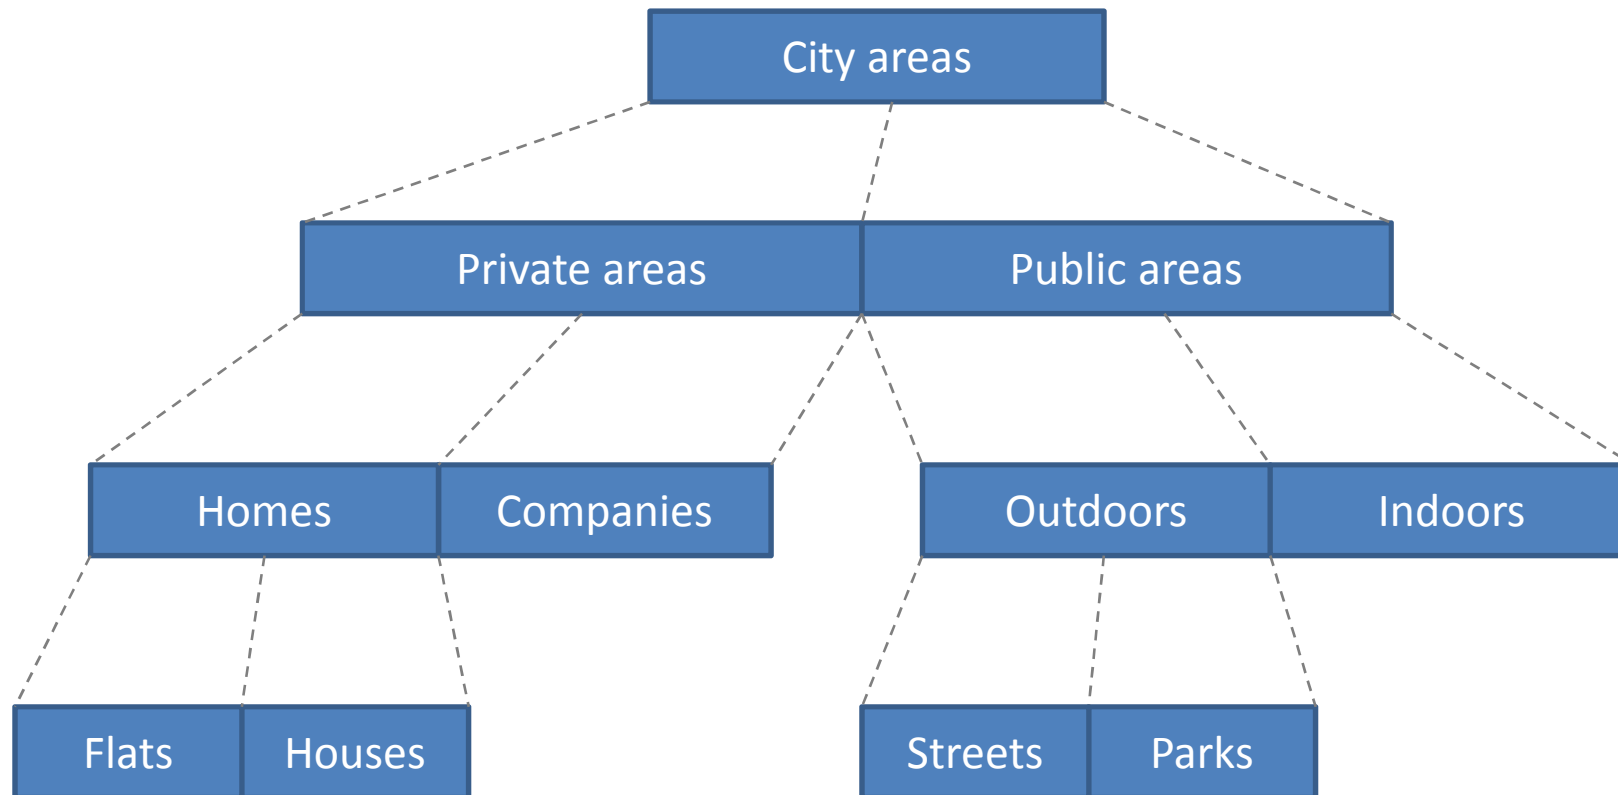 City areas
Private areas
Public areas
Homes
Companies
Outdoors
Indoors
Flats
Houses
Streets
Parks